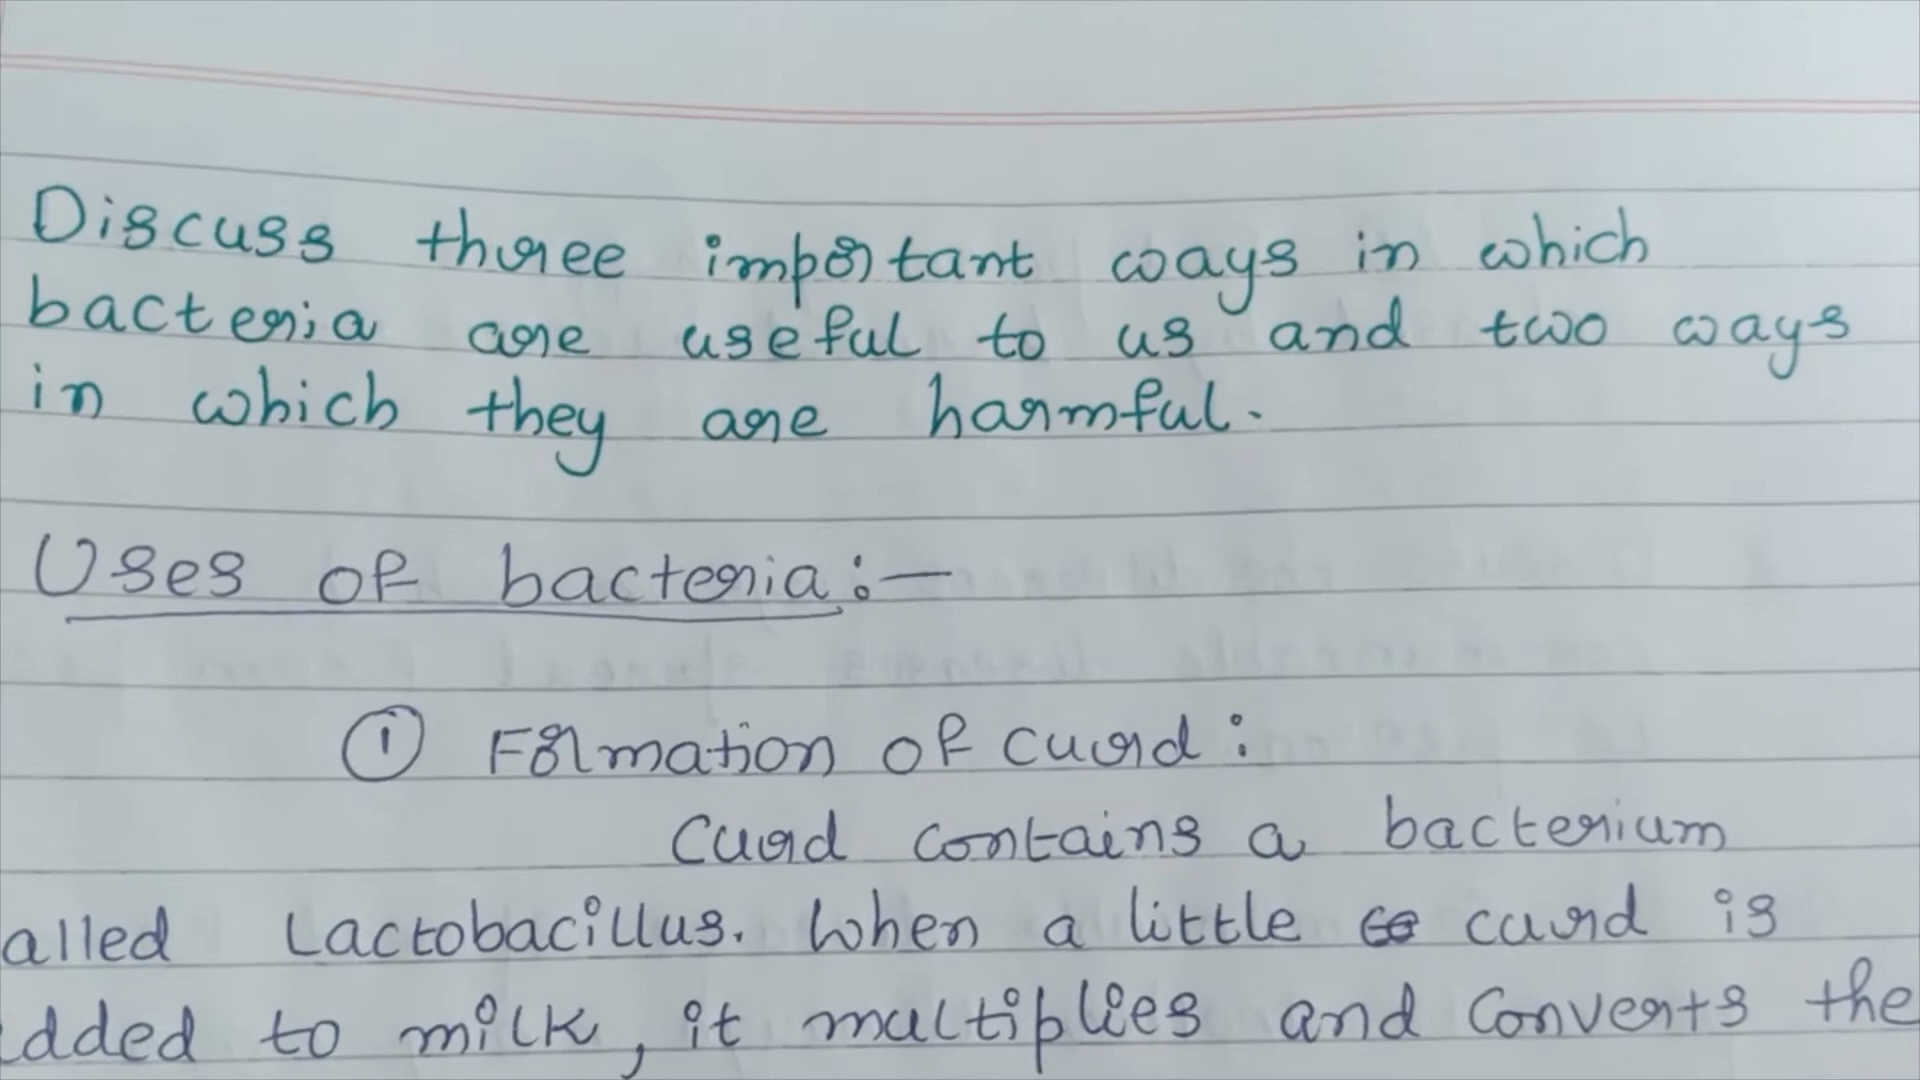 Discuss three important ways in which
bacteria are useful to us and two ways
in which they are harmful.
Uses of bacteria:—
① Formation of curd:
Curd contains a bacterium
alled Lactobacillus. When a little curd is
dded to milk, it multiplies and converts the